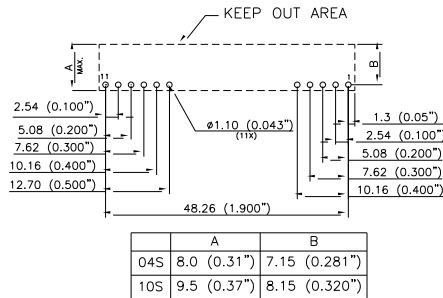 KEEP OUT AREA
A
MAX.
B
11
1
2.54 (0.100")
5.08 (0.200")
7.62 (0.300")
10.16 (0.400")
12.70 (0.500")
ø1.10 (0.043")
(11X)
1.3 (0.05")
2.54 (0.100")
5.08 (0.200")
7.62 (0.300")
10.16 (0.400")
48.26 (1.900")
A B
04S 8.0 (0.31") 7.15 (0.281")
10S 9.5 (0.37") 8.15 (0.320")